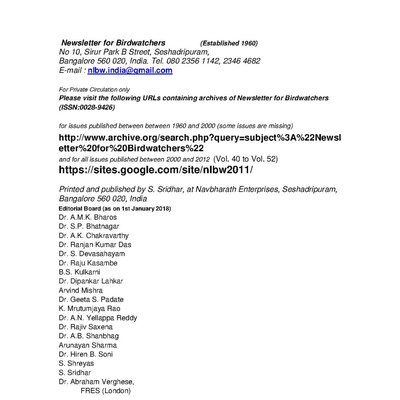 Newsletter for Birdwatchers (Established 1960)
No 10, Sirur Park B Street, Seshadripuram,
Bangalore 560 020, India. Tel. 080 2356 1142, 2346 4682
E-mail : nlbw.india@gmail.com
For Private Circulation only
Please visit the following URLs containing archives of Newsletter for Birdwatchers
(ISSN:0028-9426)
for issues published between between 1960 and 2000 (some issues are missing)
http://www.archive.org/search.php?query=subject%3A%22Newsl
etter%20for%20Birdwatchers%22
and for all issues published between 2000 and 2012 (Vol. 40 to Vol. 52)
https://sites.google.com/site/nlbw2011/
Printed and published by S. Sridhar, at Navbharath Enterprises, Seshadripuram,
Bangalore 560 020, India
Editorial Board (as on 1st January 2018)
Dr. A.M.K. Bharos
Dr. S.P. Bhatnagar
Dr. A.K. Chakravarthy
Dr. Ranjan Kumar Das
Dr. S. Devasahayam
Dr. Raju Kasambe
B.S. Kulkarni
Dr. Dipankar Lahkar
Arvind Mishra
Dr. Geeta S. Padate
K. Mrutumjaya Rao
Dr. A.N. Yellappa Reddy
Dr. Rajiv Saxena
Dr. A.B. Shanbhag
Arunayan Sharma
Dr. Hiren B. Soni
S. Shreyas
S. Sridhar
Dr. Abraham Verghese,
FRES (London)